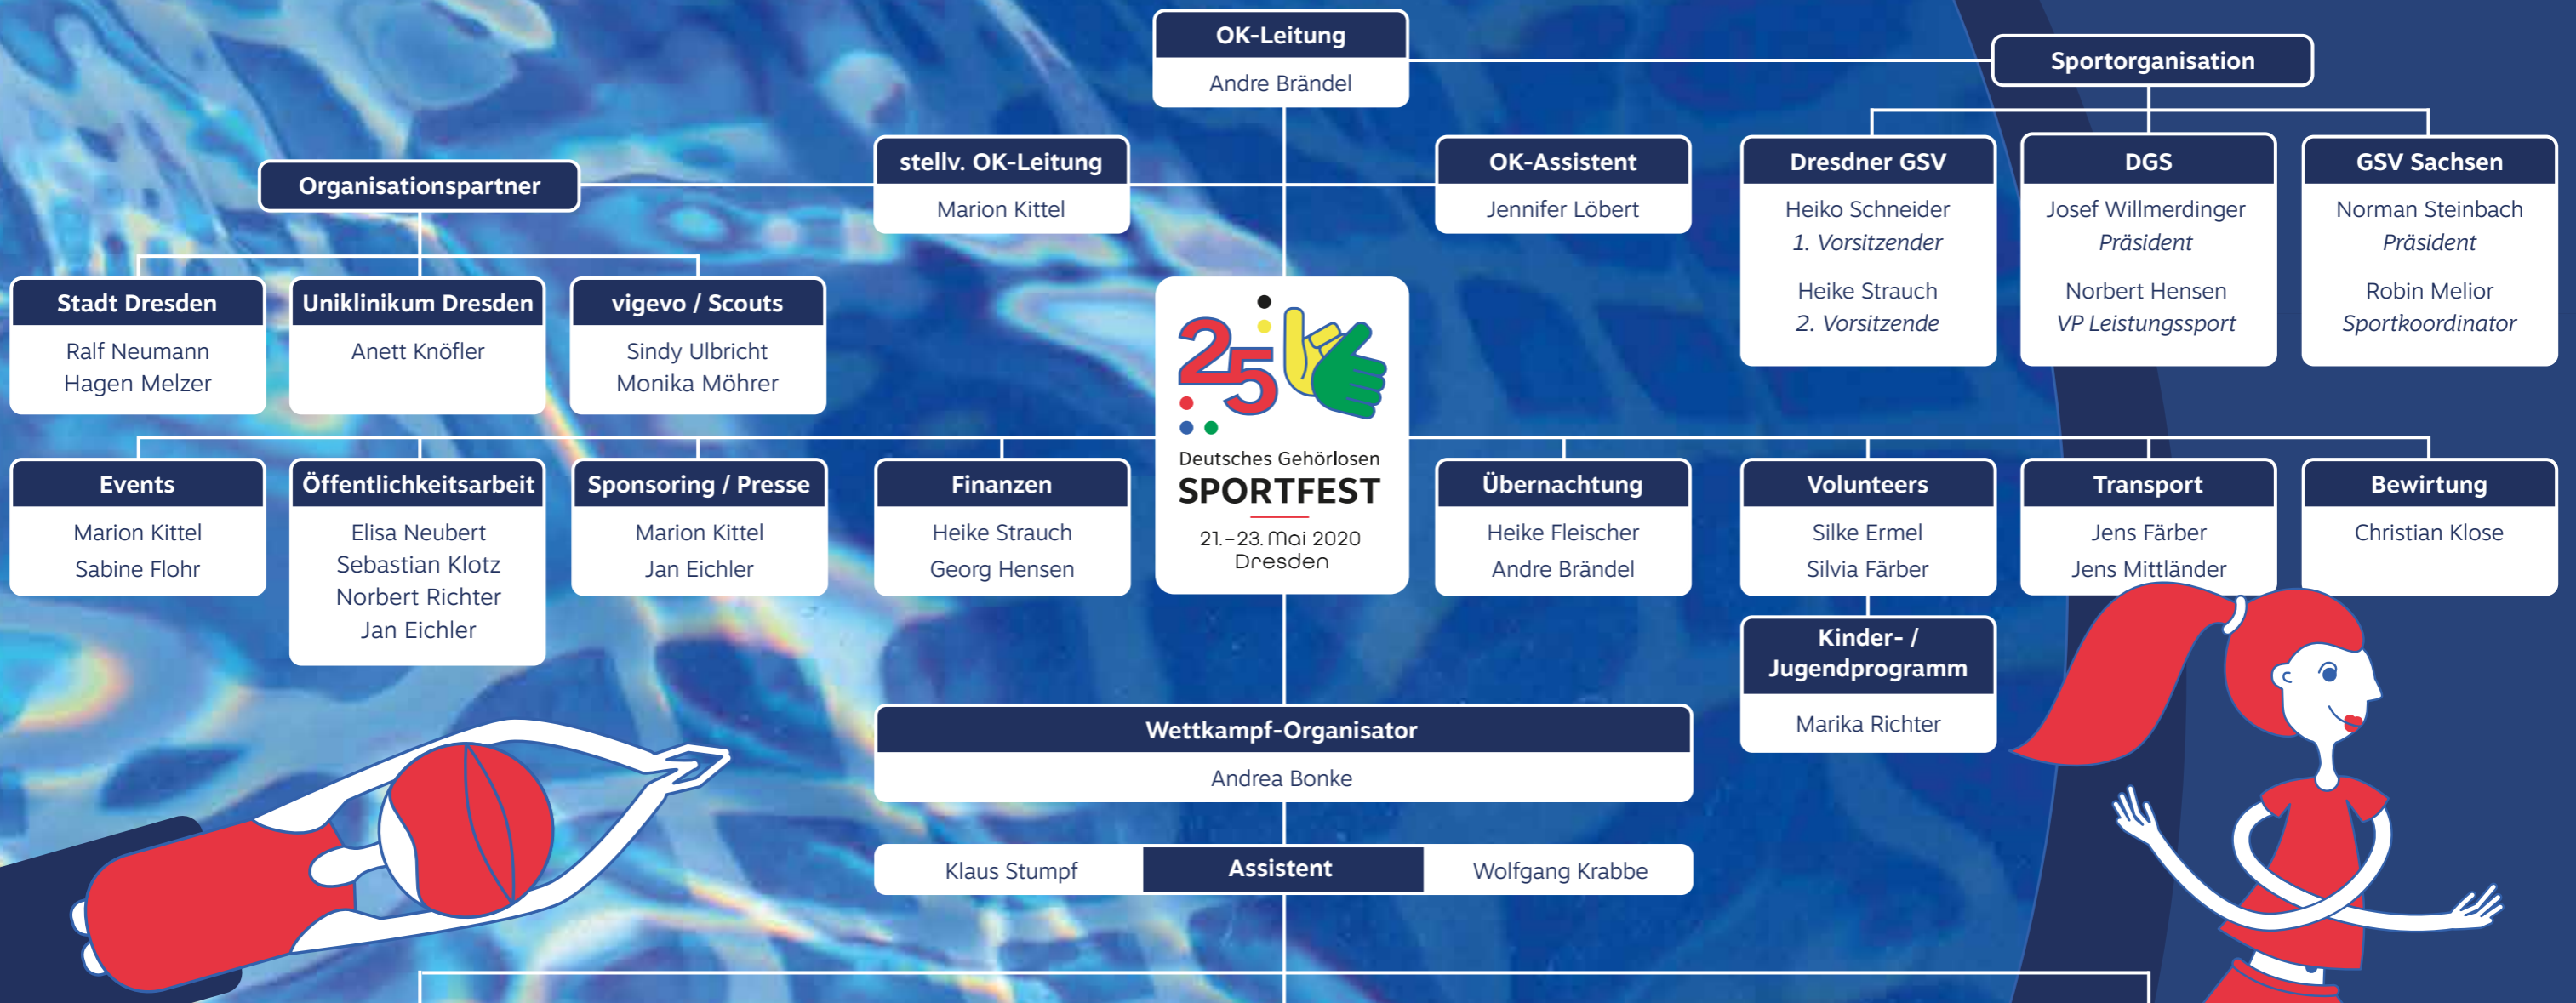 OK-Leitung
Andre Brändel
Sportorganisation
Organisationspartner
stellv. OK-Leitung
Marion Kittel
OK-Assistent
Jennifer Löbert
Dresdner GSV
Heiko Schneider
1. Vorsitzender
Heike Strauch
2. Vorsitzende
DGS
Josef Willmerdinger
Präsident
Norbert Hensen
VP Leistungssport
GSV Sachsen
Norman Steinbach
Präsident
Robin Melior
Sportkoordinator
Stadt Dresden
Ralf Neumann
Hagen Melzer
Uniklinikum Dresden
Anett Knöfler
vigevo / Scouts
Sindy Ulbricht
Monika Möhrer
25
Deutsches Gehörlosen
SPORTFEST
21.–23. Mai 2020
Dresden
Events
Marion Kittel
Sabine Flohr
Öffentlichkeitsarbeit
Elisa Neubert
Sebastian Klotz
Norbert Richter
Jan Eichler
Sponsoring / Presse
Marion Kittel
Jan Eichler
Finanzen
Heike Strauch
Georg Hensen
Übernachtung
Heike Fleischer
Andre Brändel
Volunteers
Silke Ermel
Silvia Färber
Transport
Jens Färber
Jens Mittländer
Bewirtung
Christian Klose
Kinder- /
Jugendprogramm
Marika Richter
Wettkampf-Organisator
Andrea Bonke
Klaus Stumpf
Assistent
Wolfgang Krabbe